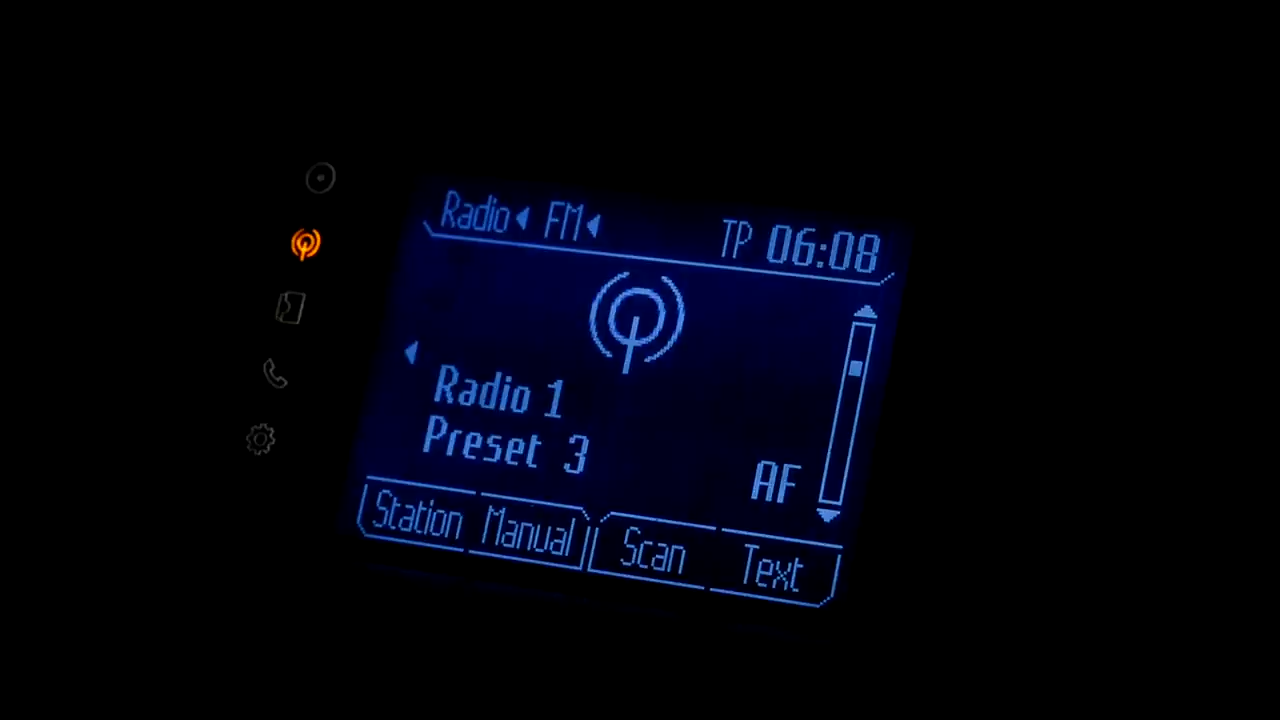 Radio FM TP 06:08
Radio 1
Preset 3
AF
Station Manual Scan Text